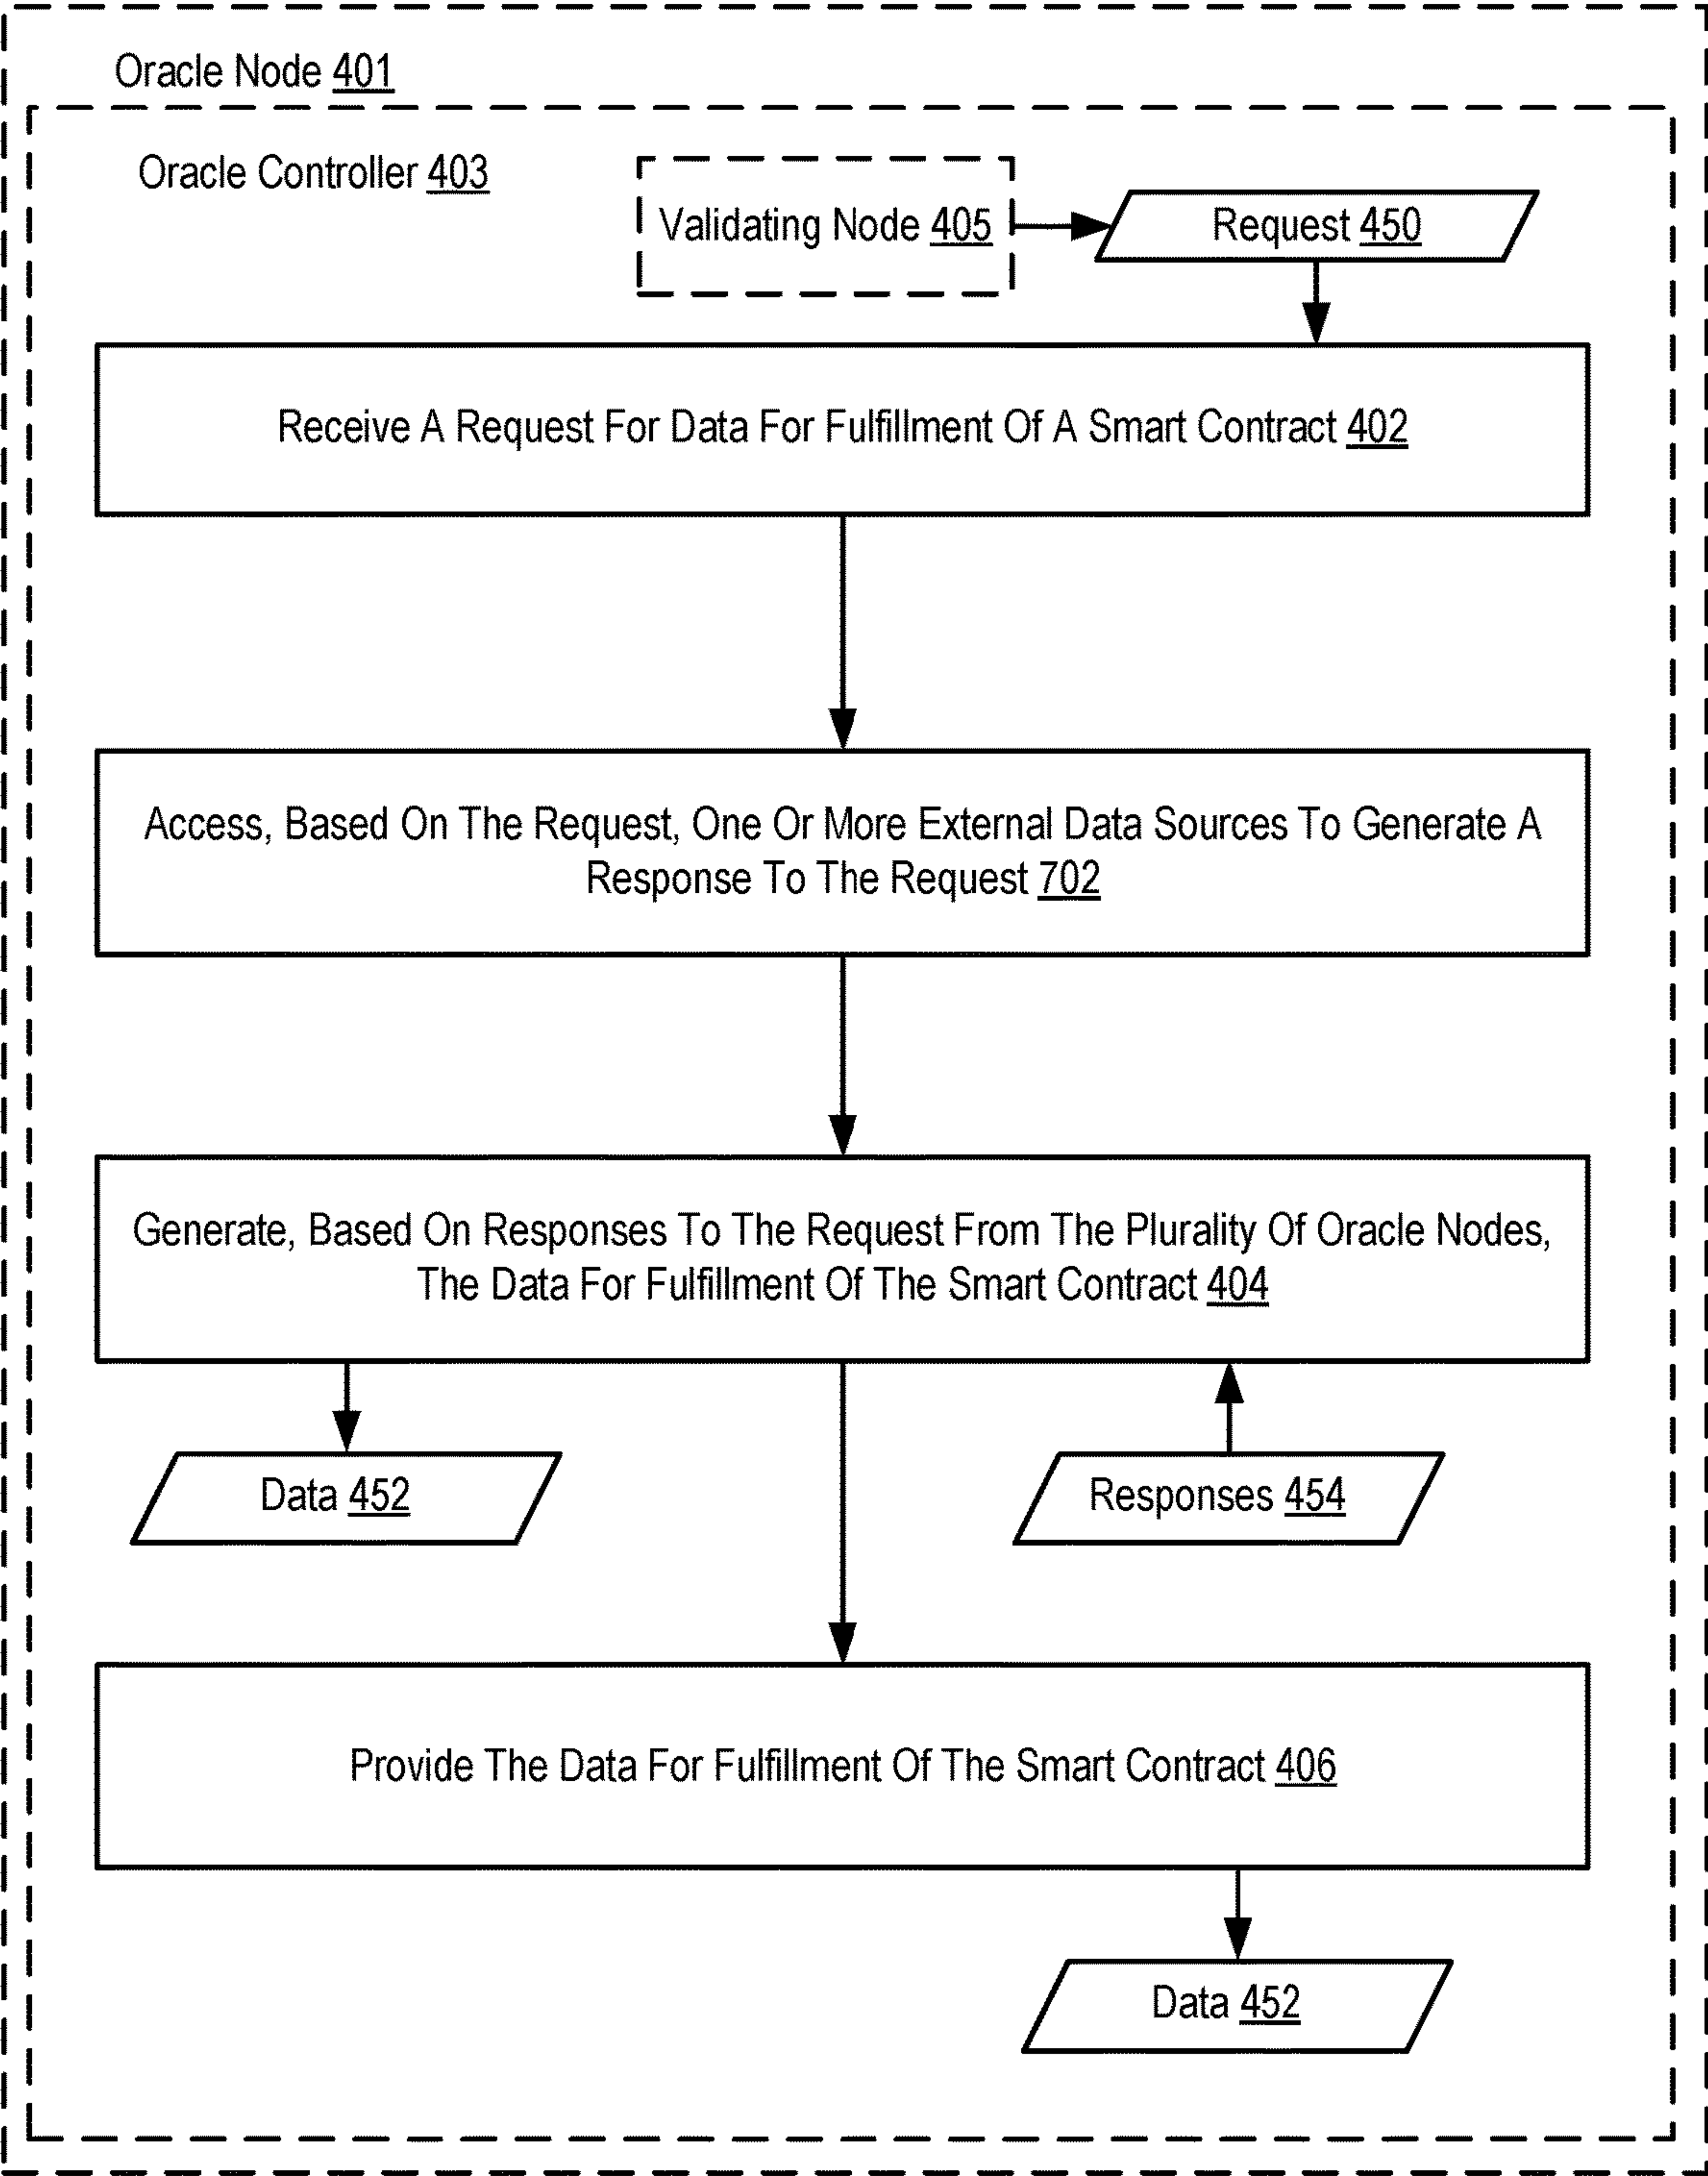 Oracle Node 401
Oracle Controller 403
Validating Node 405
Request 450
Receive A Request For Data For Fulfillment Of A Smart Contract 402
Access, Based On The Request, One Or More External Data Sources To Generate A
Response To The Request 702
Generate, Based On Responses To The Request From The Plurality Of Oracle Nodes,
The Data For Fulfillment Of The Smart Contract 404
Data 452
Responses 454
Provide The Data For Fulfillment Of The Smart Contract 406
Data 452